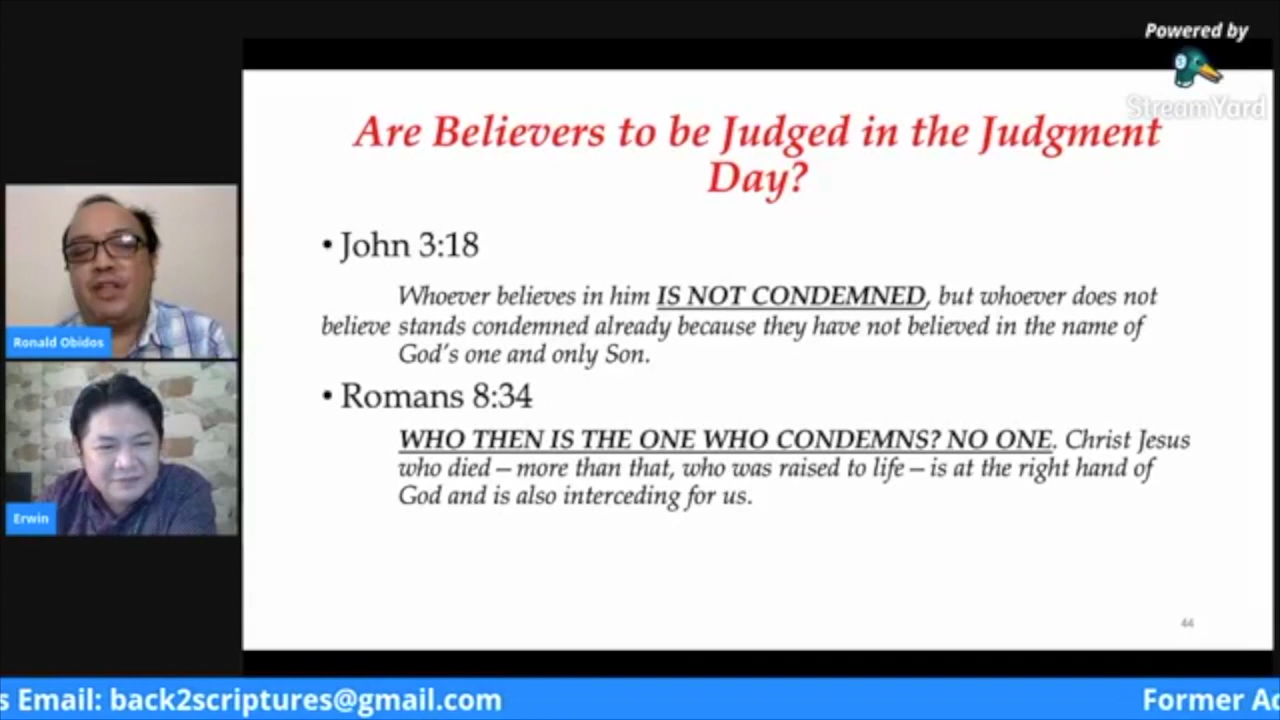 Powered by
StreamYard
Are Believers to be Judged in the Judgment
Day?
• John 3:18
Whoever believes in him IS NOT CONDEMNED, but whoever does not
believe stands condemned already because they have not believed in the name of
God's one and only Son.
• Romans 8:34
WHO THEN IS THE ONE WHO CONDEMNS? NO ONE. Christ Jesus
who died – more than that, who was raised to life – is at the right hand of
God and is also interceding for us.
44
Ronald Obidos
Erwin
s Email: back2scriptures@gmail.com
Former Ad